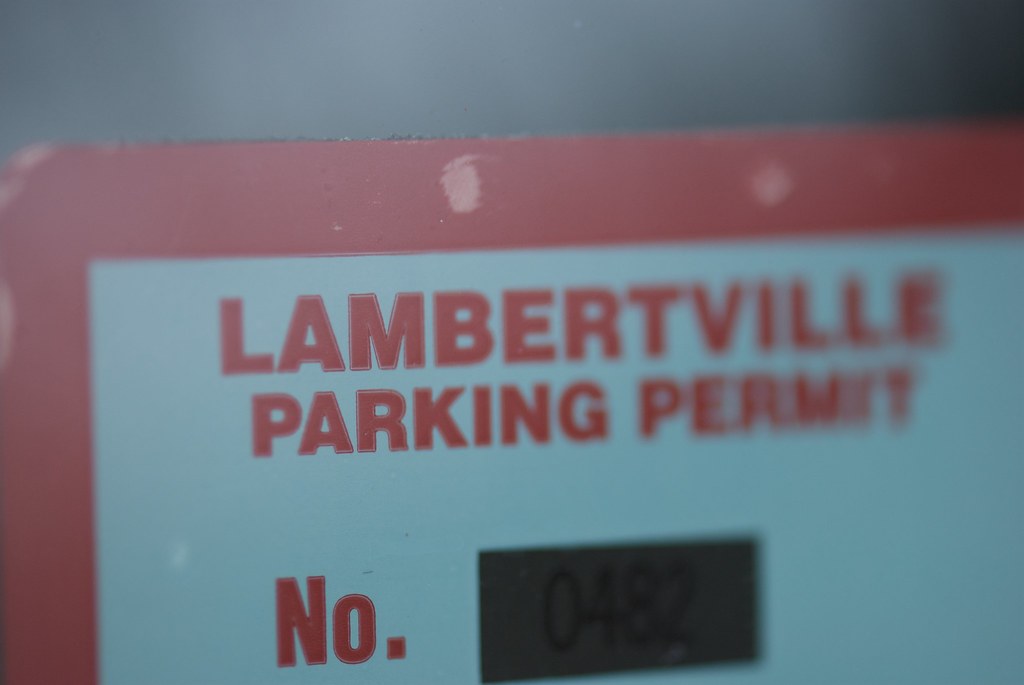 LAMBERTVILLE
PARKING PERMIT
No. 0482